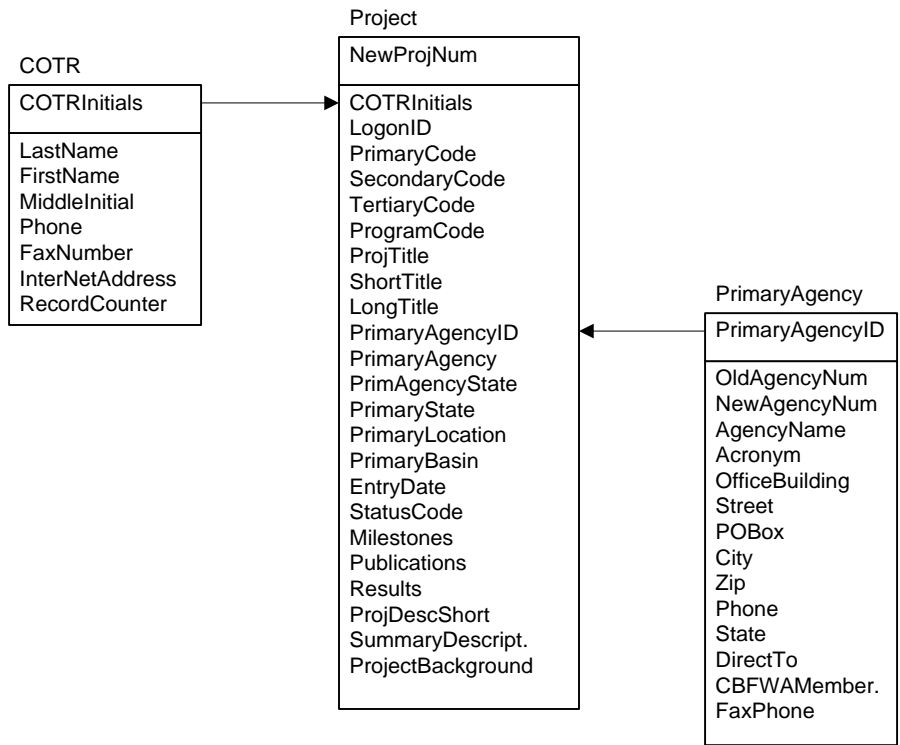 COTR
COTRInitials
LastName
FirstName
MiddleInitial
Phone
FaxNumber
InterNetAddress
RecordCounter
Project
NewProjNum
COTRInitials
LogonID
PrimaryCode
SecondaryCode
TertiaryCode
ProgramCode
ProjTitle
ShortTitle
LongTitle
PrimaryAgencyID
PrimaryAgency
PrimAgencyState
PrimaryState
PrimaryLocation
PrimaryBasin
EntryDate
StatusCode
Milestones
Publications
Results
ProjDescShort
SummaryDescript.
ProjectBackground
PrimaryAgency
PrimaryAgencyID
OldAgencyNum
NewAgencyNum
AgencyName
Acronym
OfficeBuilding
Street
POBox
City
Zip
Phone
State
DirectTo
CBFWAMember.
FaxPhone